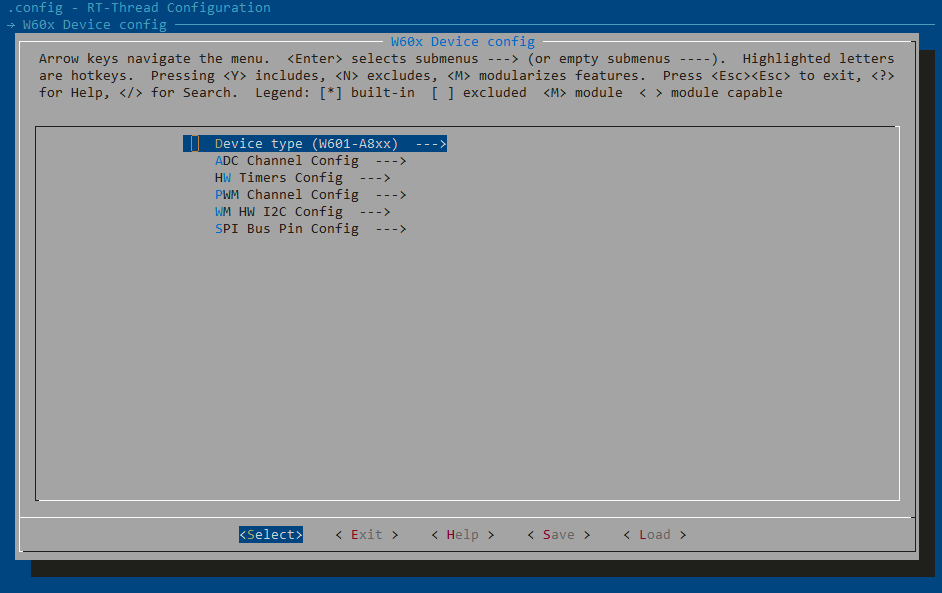 .config - RT-Thread Configuration
→ W60x Device config
W60x Device config
Arrow keys navigate the menu.  <Enter> selects submenus ---> (or empty submenus ----).  Highlighted letters
are hotkeys.  Pressing <Y> includes, <N> excludes, <M> modularizes features.  Press <Esc><Esc> to exit, <?>
for Help, </> for Search.  Legend: [*] built-in  [ ] excluded  <M> module  < > module capable
Device type (W601-A8xx)  --->
ADC Channel Config  --->
HW Timers Config  --->
PWM Channel Config  --->
WM HW I2C Config  --->
SPI Bus Pin Config  --->
<Select>    < Exit >    < Help >    < Save >    < Load >